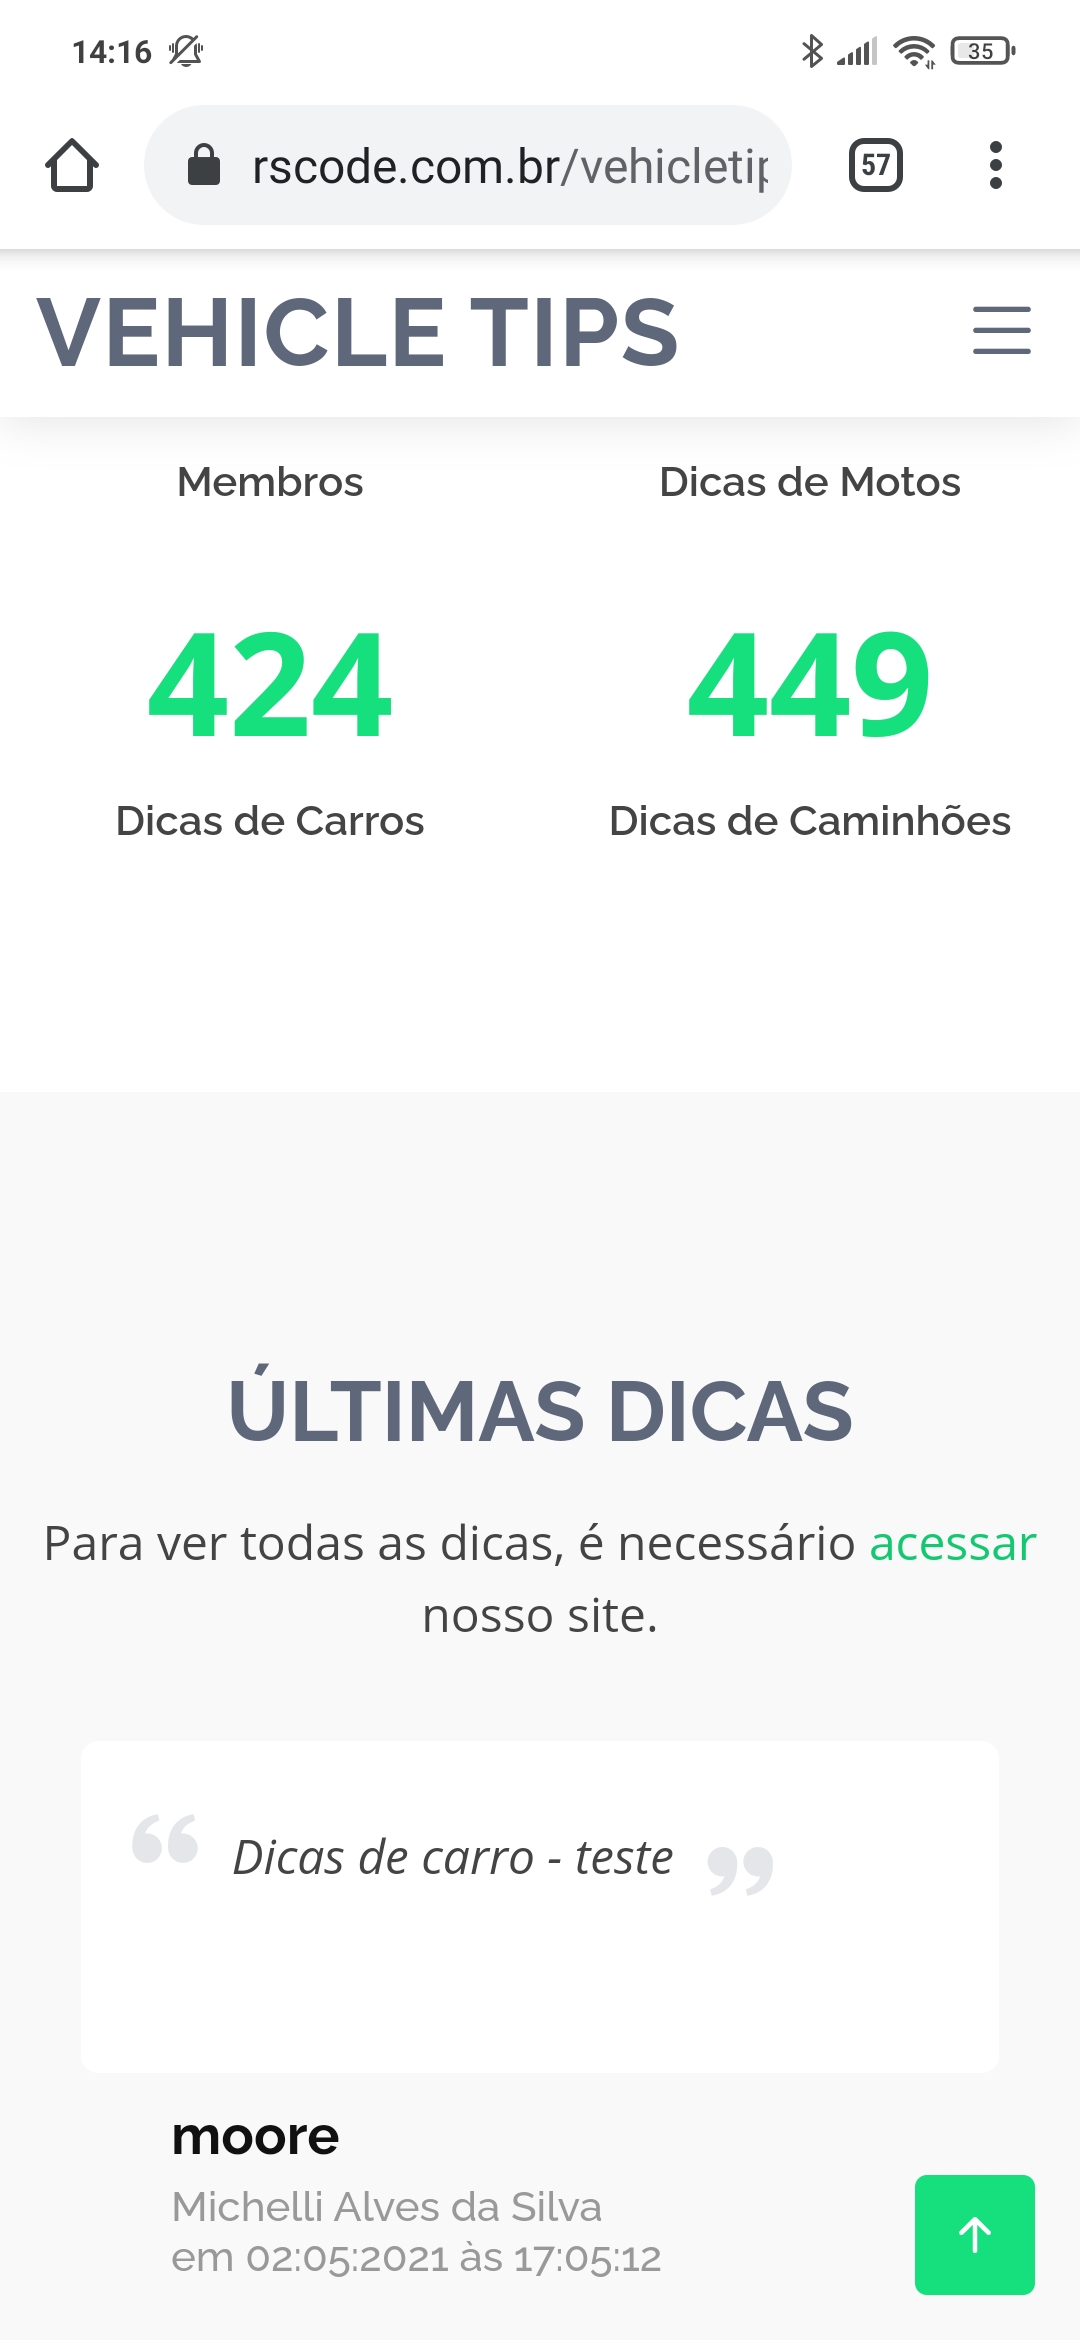 14:16
35
rscode.com.br/vehicletip
57
VEHICLE TIPS
Membros
Dicas de Motos
424
449
Dicas de Carros
Dicas de Caminhões
ÚLTIMAS DICAS
Para ver todas as dicas, é necessário acessar
nosso site.
“ Dicas de carro - teste ”
moore
Michelli Alves da Silva
em 02:05:2021 às 17:05:12